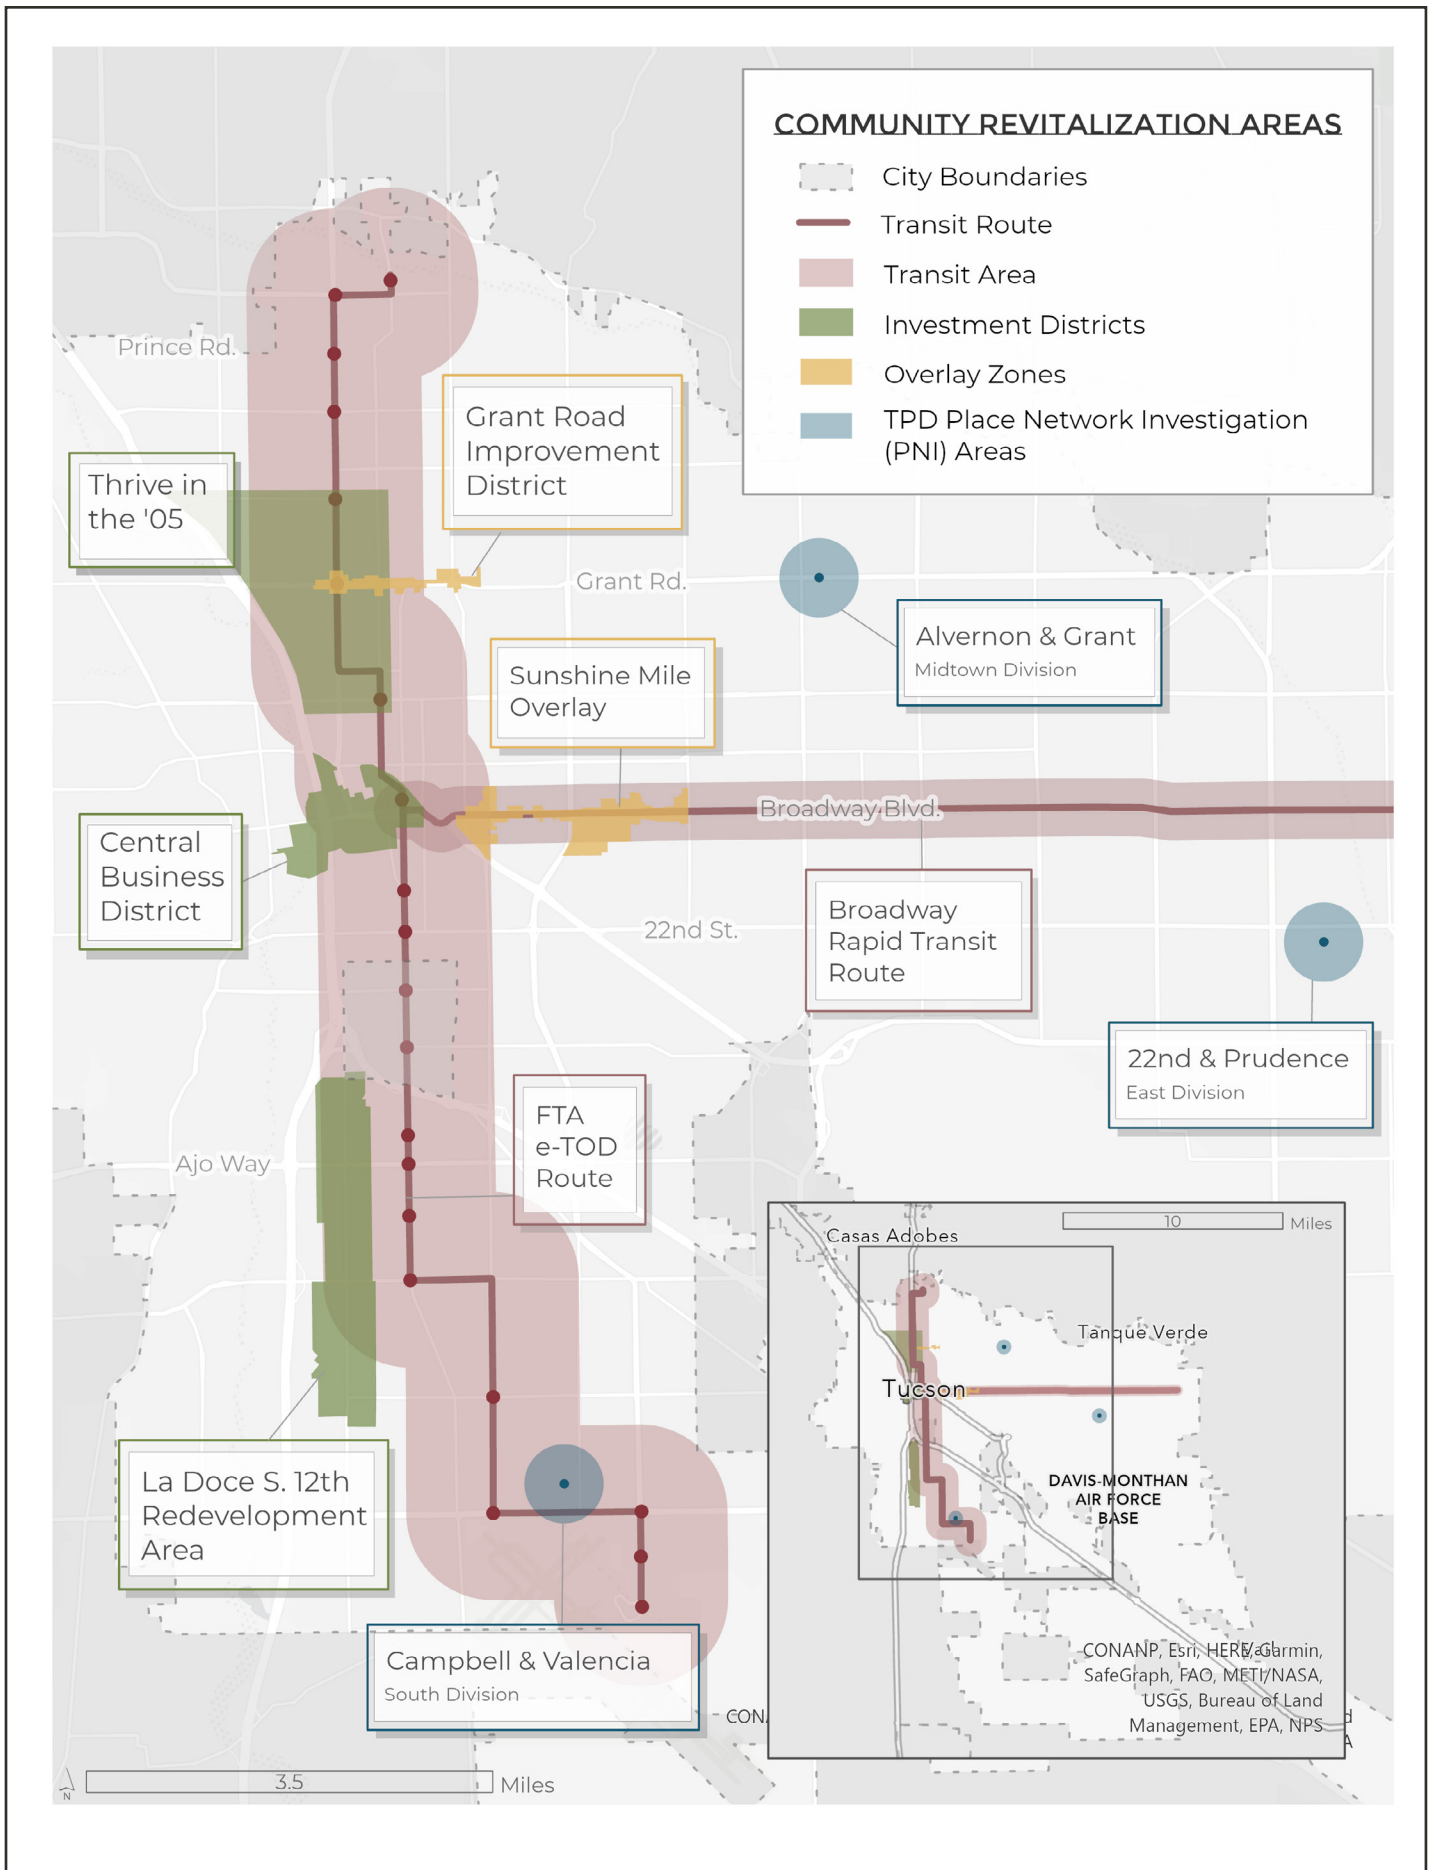 COMMUNITY REVITALIZATION AREAS
City Boundaries
Transit Route
Transit Area
Investment Districts
Overlay Zones
TPD Place Network Investigation
(PNI) Areas
Prince Rd.
Grant Road
Improvement
District
Thrive in
the '05
Grant Rd.
Alvernon & Grant
Midtown Division
Sunshine Mile
Overlay
Broadway Blvd.
Central
Business
District
Broadway
Rapid Transit
Route
22nd St.
22nd & Prudence
East Division
FTA
e-TOD
Route
Ajo Way
La Doce S. 12th
Redevelopment
Area
Campbell & Valencia
South Division
10 Miles
Casas Adobes
Tanque Verde
Tucson
DAVIS-MONTHAN
AIR FORCE
BASE
CONANP, Esri, HERE, Garmin,
SafeGraph, FAO, METI/NASA,
USGS, Bureau of Land
Management, EPA, NPS
N
3.5 Miles